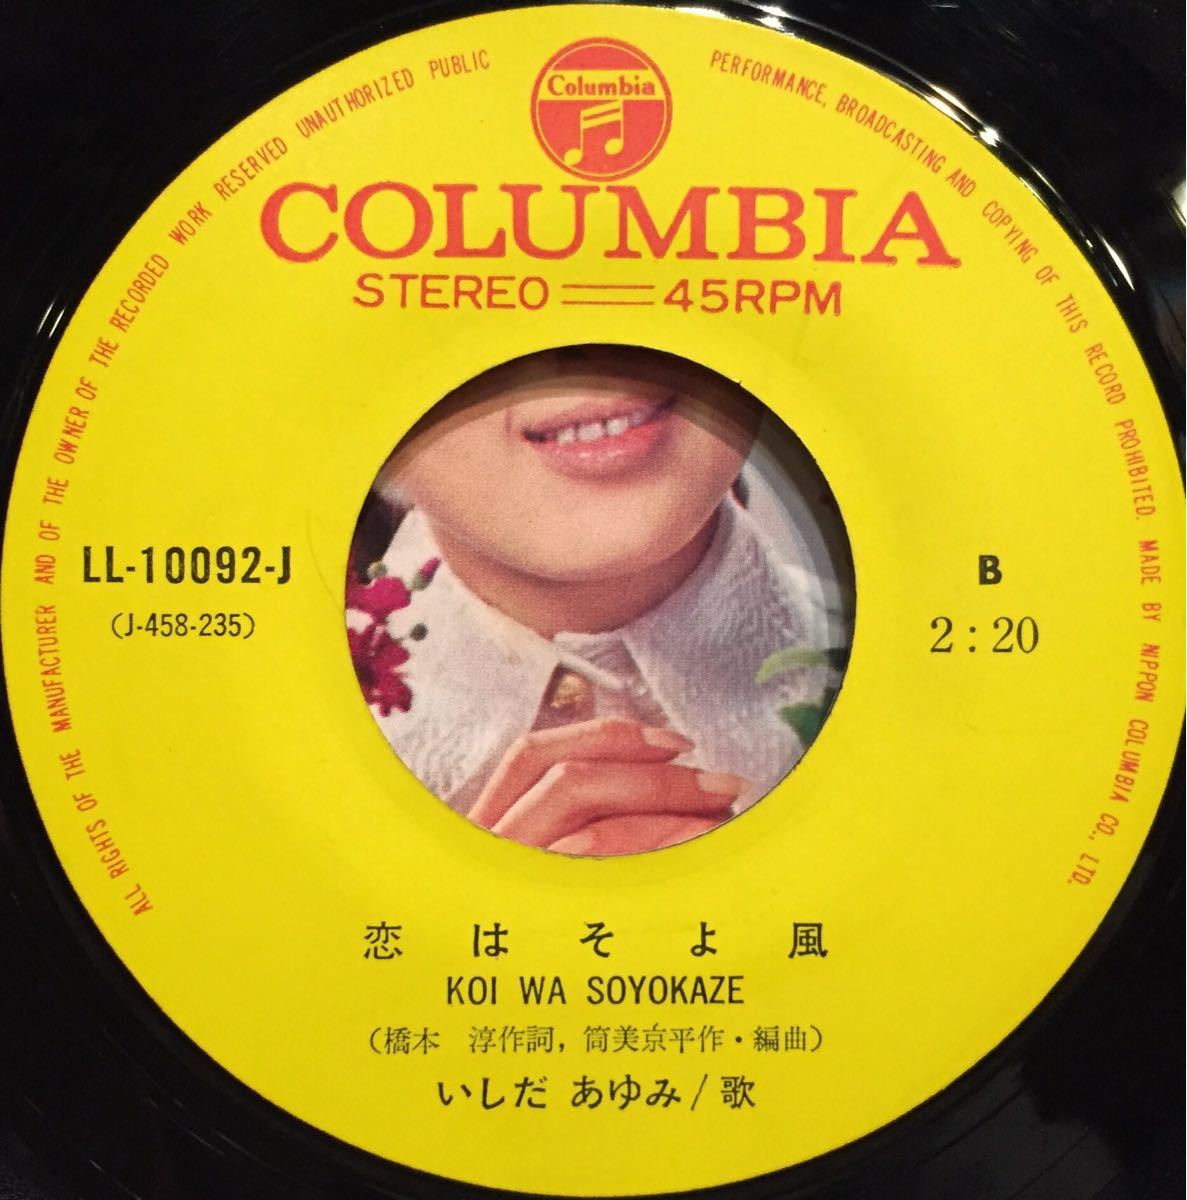 Columbia
COLUMBIA
STEREO 45RPM
LL-10092-J
(J-458-235)
B
2:20
恋はそよ風
KOI WA SOYOKAZE
(橋本 淳作詞, 筒美京平作・編曲)
いしだ あゆみ/歌
ALL RIGHTS OF THE MANUFACTURER AND OF THE OWNER OF THE RECORDED WORK RESERVED UNAUTHORIZED PUBLIC PERFORMANCE, BROADCASTING AND COPYING OF THIS RECORD PROHIBITED. MADE BY NIPPON COLUMBIA CO., LTD.